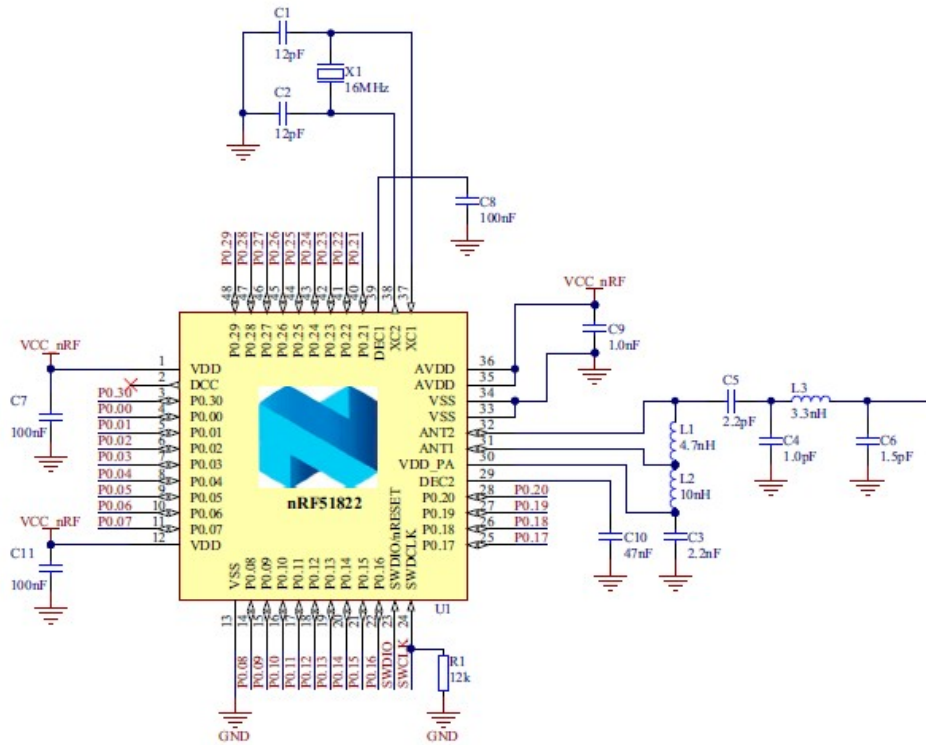 C1
12pF
X1
16MHz
C2
12pF
C8
100nF
P0.29
P0.28
P0.27
P0.26
P0.25
P0.24
P0.23
P0.22
P0.21
48
47
46
45
44
43
42
41
40
39
38
37
P0.29
P0.28
P0.27
P0.26
P0.25
P0.24
P0.23
P0.22
P0.21
DEC1
XC2
XC1
VCC_nRF
C9
1.0nF
VCC_nRF
C7
100nF
1 VDD
2 DCC
P0.30 3 P0.30
P0.00 4 P0.00
P0.01 5 P0.01
P0.02 6 P0.02
P0.03 7 P0.03
P0.04 8 P0.04
P0.05 9 P0.05
P0.06 10 P0.06
P0.07 11 P0.07
VCC_nRF
12 VDD
C11
100nF
nRF51822
AVDD 36
AVDD 35
VSS 34
VSS 33
ANT2 32
ANT1 31
VDD_PA 30
DEC2 29
P0.20 28 P0.20
P0.19 27 P0.19
P0.18 26 P0.18
P0.17 25 P0.17
C5
2.2pF
L3
3.3nH
L1
4.7nH
C4
1.0pF
C6
1.5pF
L2
10nH
C10
47nF
C3
2.2nF
VSS
P0.08
P0.09
P0.10
P0.11
P0.12
P0.13
P0.14
P0.15
P0.16
SWDIO/nRESET
SWDCLK
U1
13
14
15
16
17
18
19
20
21
22
23
24
P0.08
P0.09
P0.10
P0.11
P0.12
P0.13
P0.14
P0.15
P0.16
SWDIO
SWCLK
R1
12k
GND
GND